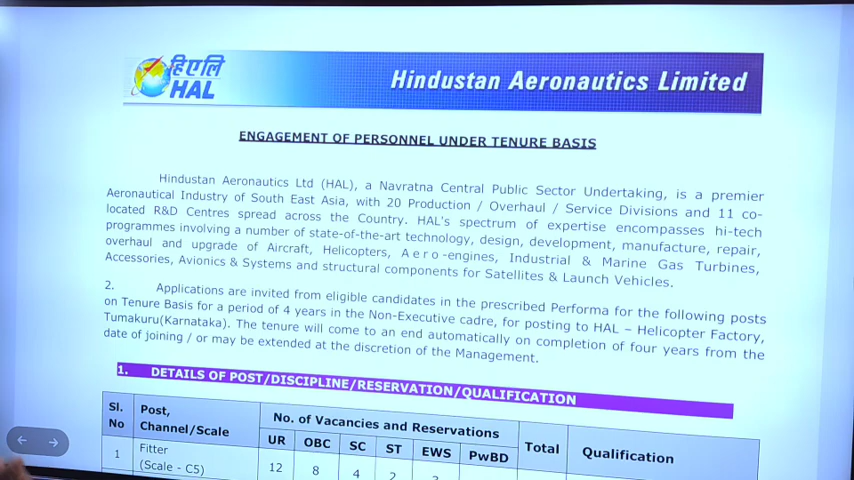 हिएलि
HAL
Hindustan Aeronautics Limited
ENGAGEMENT OF PERSONNEL UNDER TENURE BASIS
Hindustan Aeronautics Ltd (HAL), a Navratna Central Public Sector Undertaking, is a premier
Aeronautical Industry of South East Asia, with 20 Production / Overhaul / Service Divisions and 11 co-
located R&D Centres spread across the Country. HAL's spectrum of expertise encompasses hi-tech
programmes involving a number of state-of-the-art technology, design, development, manufacture, repair,
overhaul and upgrade of Aircraft, Helicopters, Aero-engines, Industrial & Marine Gas Turbines,
Accessories, Avionics & Systems and structural components for Satellites & Launch Vehicles.
2. Applications are invited from eligible candidates in the prescribed Performa for the following posts
on Tenure Basis for a period of 4 years in the Non-Executive cadre, for posting to HAL – Helicopter Factory,
Tumakuru(Karnataka). The tenure will come to an end automatically on completion of four years from the
date of joining / or may be extended at the discretion of the Management.
1. DETAILS OF POST/DISCIPLINE/RESERVATION/QUALIFICATION
Sl. No Post, Channel/Scale No. of Vacancies and Reservations Total Qualification
UR OBC SC ST EWS PwBD
1 Fitter (Scale - C5) 12 8 4 2